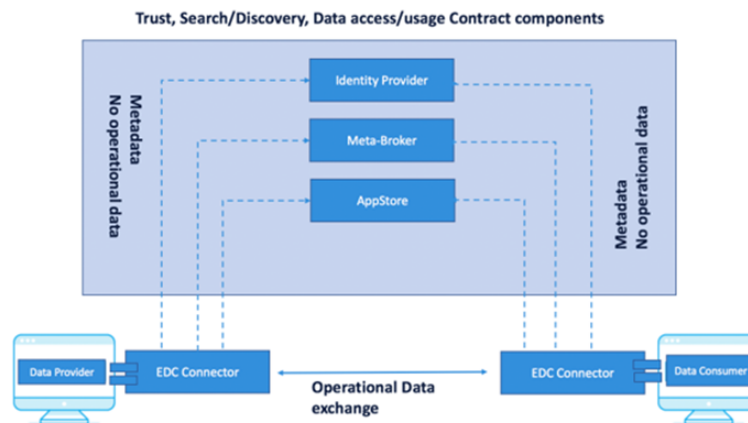 Trust, Search/Discovery, Data access/usage Contract components
Identity Provider
Meta-Broker
AppStore
Metadata
No operational data
Metadata
No operational data
Data Provider
EDC Connector
Operational Data
exchange
EDC Connector
Data Consumer